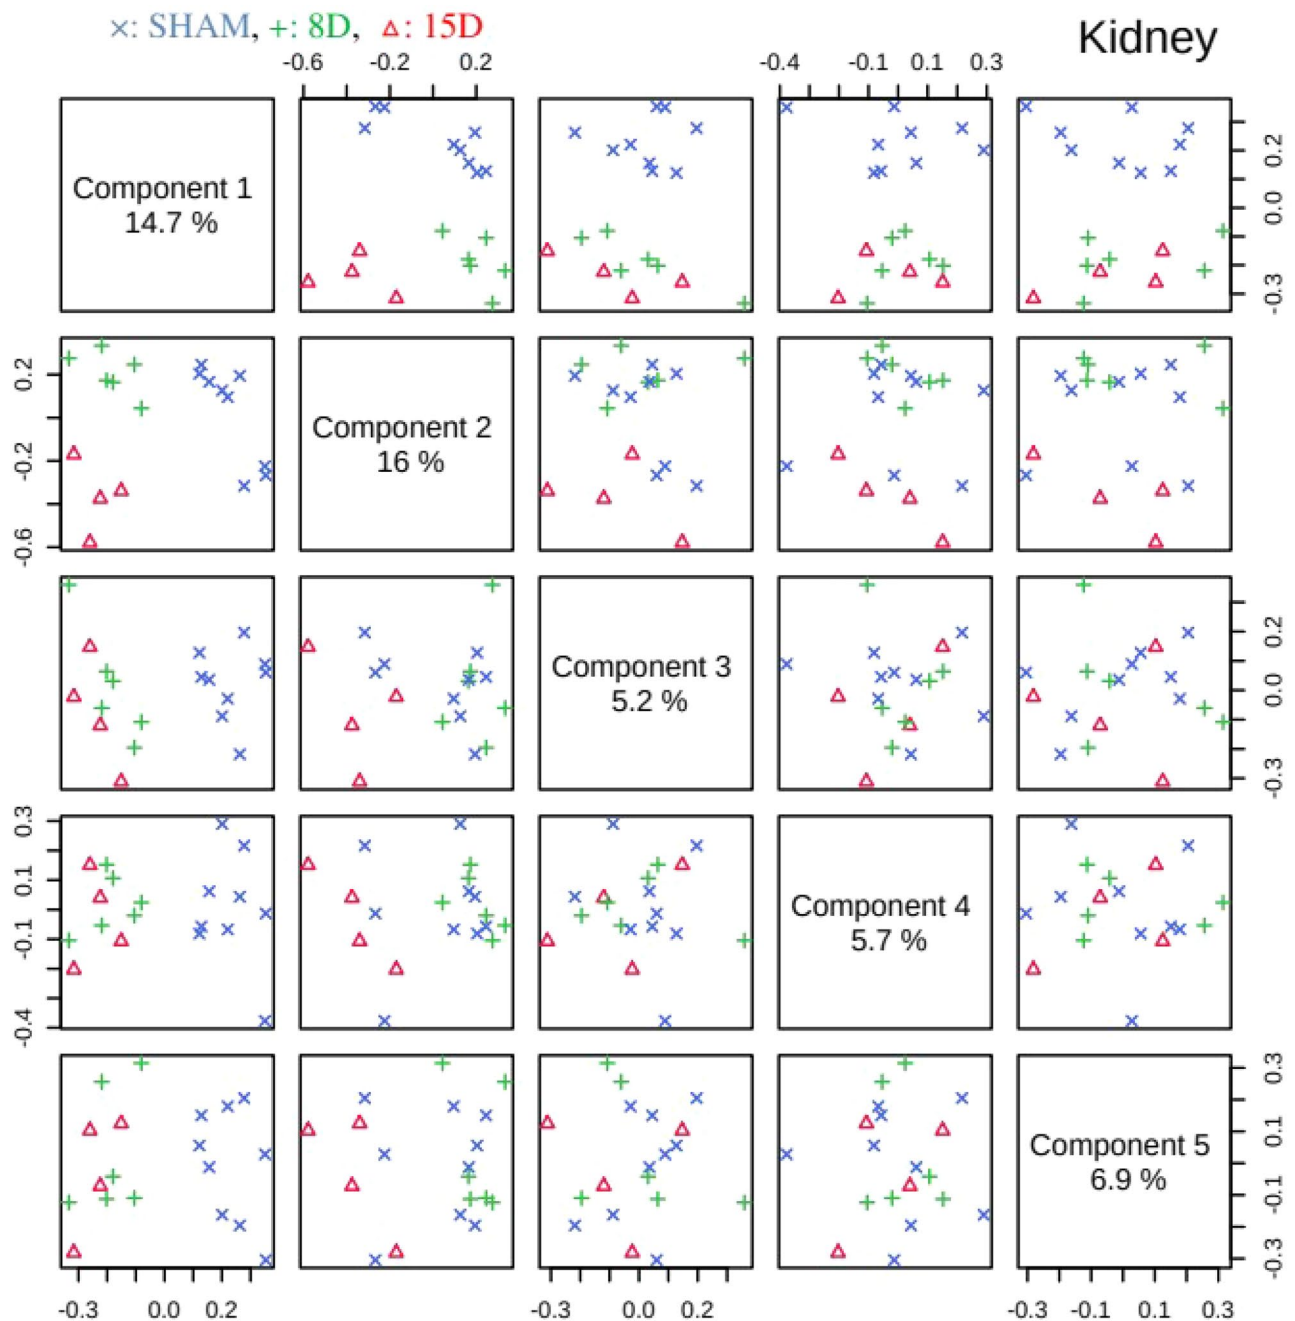 ×: SHAM, +: 8D, △: 15D
Kidney
-0.6 -0.2 0.2
-0.4 -0.1 0.1 0.3
Component 1
14.7 %
0.2
0.0
-0.3
0.2
-0.2
-0.6
Component 2
16 %
Component 3
5.2 %
0.2
0.0
-0.3
0.3
0.1
-0.1
-0.4
Component 4
5.7 %
Component 5
6.9 %
0.3
0.1
-0.1
-0.3
-0.3 0.0 0.2
-0.3 0.0 0.2
-0.3 -0.1 0.1 0.3